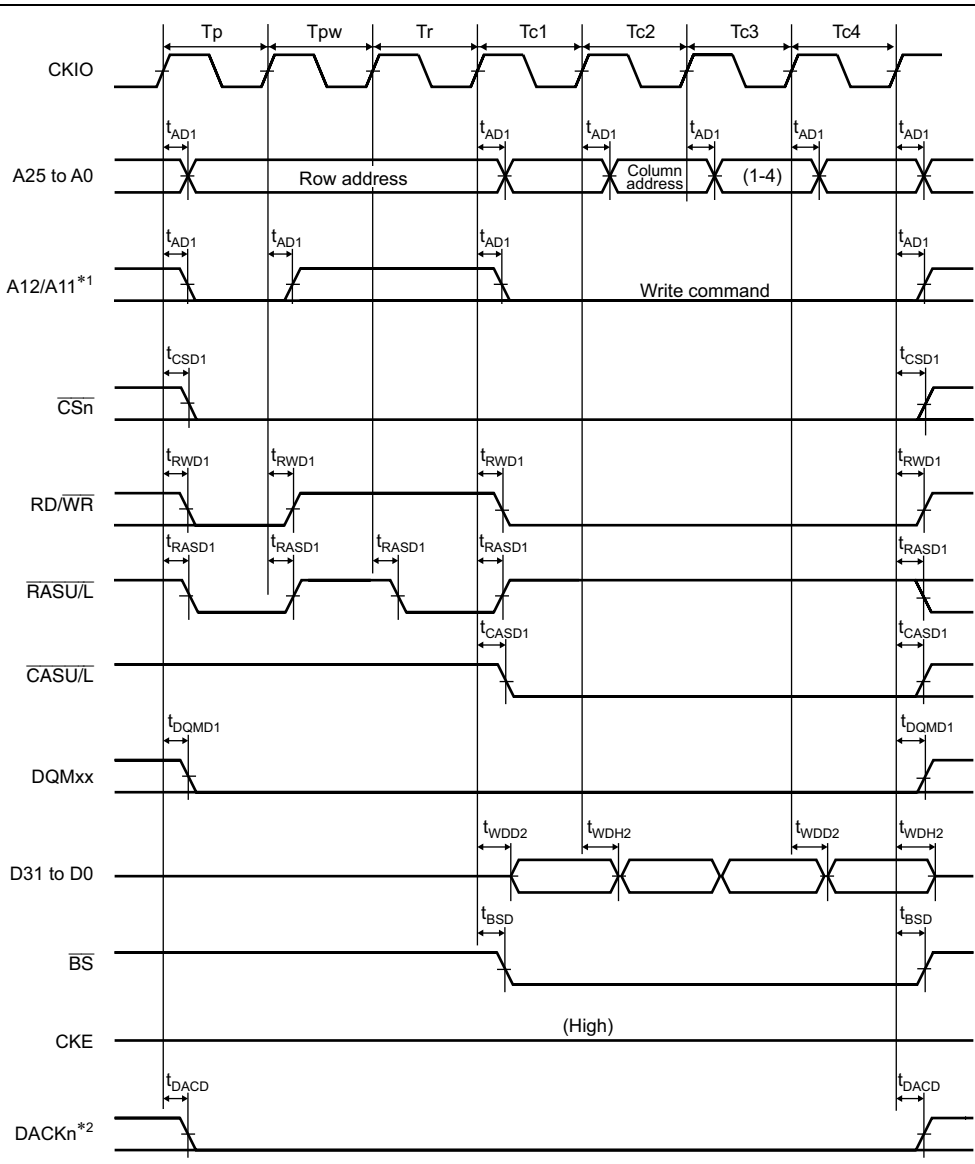 Tp Tpw Tr Tc1 Tc2 Tc3 Tc4
CKIO
tAD1 tAD1 tAD1 tAD1 tAD1 tAD1
A25 to A0
Row address
Column
address
(1-4)
tAD1 tAD1 tAD1 tAD1
A12/A11*1
Write command
tCSD1 tCSD1
CSn
tRWD1 tRWD1 tRWD1 tRWD1
RD/WR
tRASD1 tRASD1 tRASD1 tRASD1 tRASD1
RASU/L
tCASD1 tCASD1
CASU/L
tDQMD1 tDQMD1
DQMxx
tWDD2 tWDH2 tWDD2 tWDH2
D31 to D0
tBSD tBSD
BS
(High)
CKE
tDACD tDACD
DACKn*2